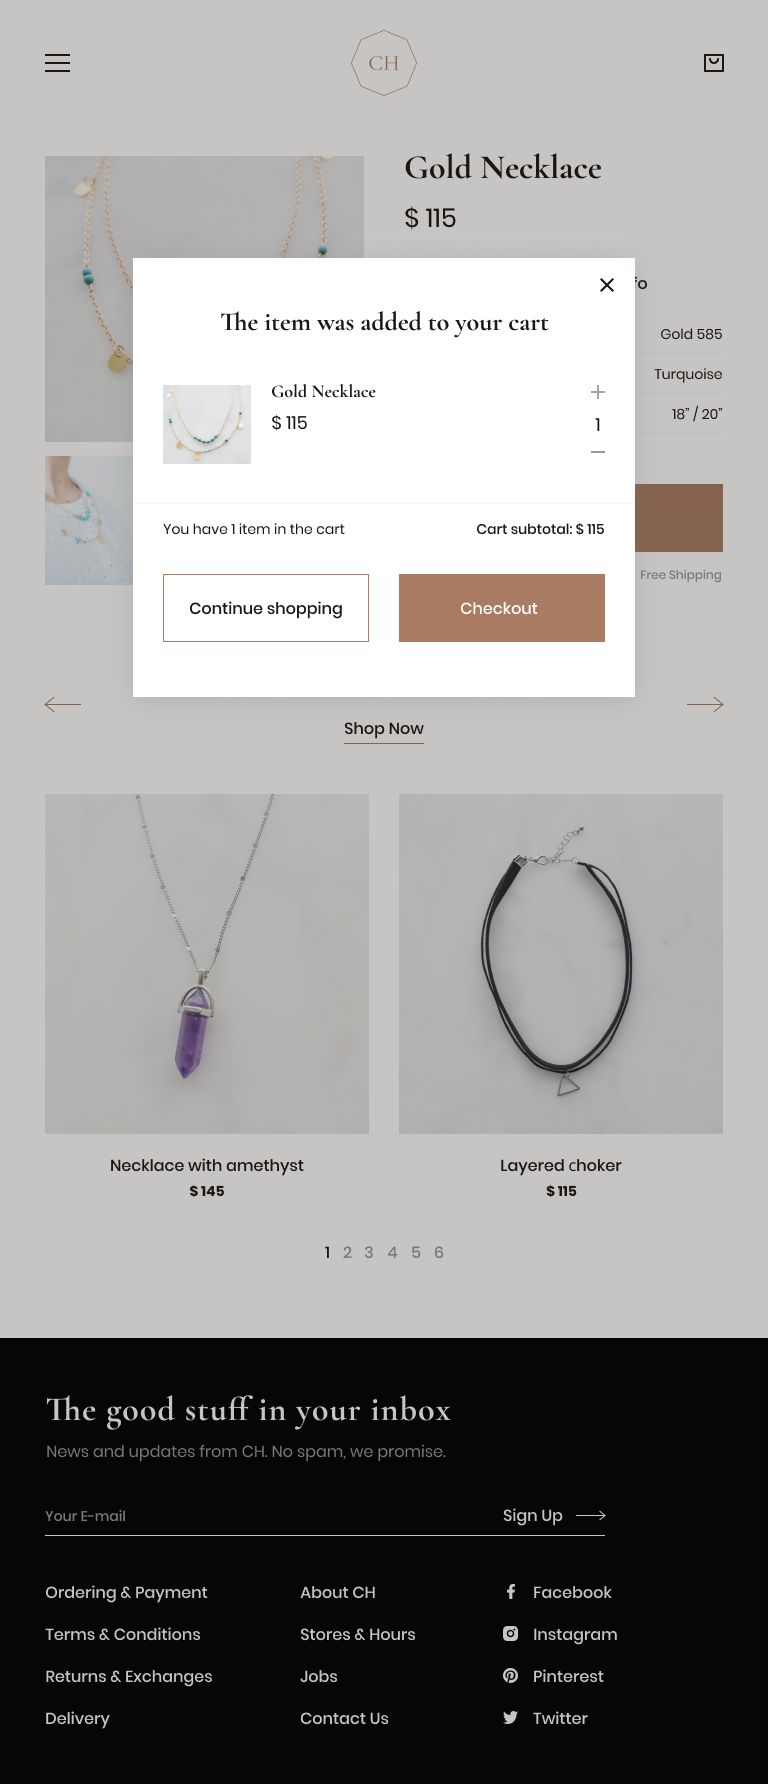 CH
Gold Necklace
$ 115
fo
Gold 585
Turquoise
18” / 20”
Free Shipping
The item was added to your cart
Gold Necklace
$ 115
1
You have 1 item in the cart
Cart subtotal: $ 115
Continue shopping
Checkout
Shop Now
Necklace with amethyst
$ 145
Layered choker
$ 115
1 2 3 4 5 6
The good stuff in your inbox
News and updates from CH. No spam, we promise.
Your E-mail
Sign Up
Ordering & Payment
About CH
Facebook
Terms & Conditions
Stores & Hours
Instagram
Returns & Exchanges
Jobs
Pinterest
Delivery
Contact Us
Twitter